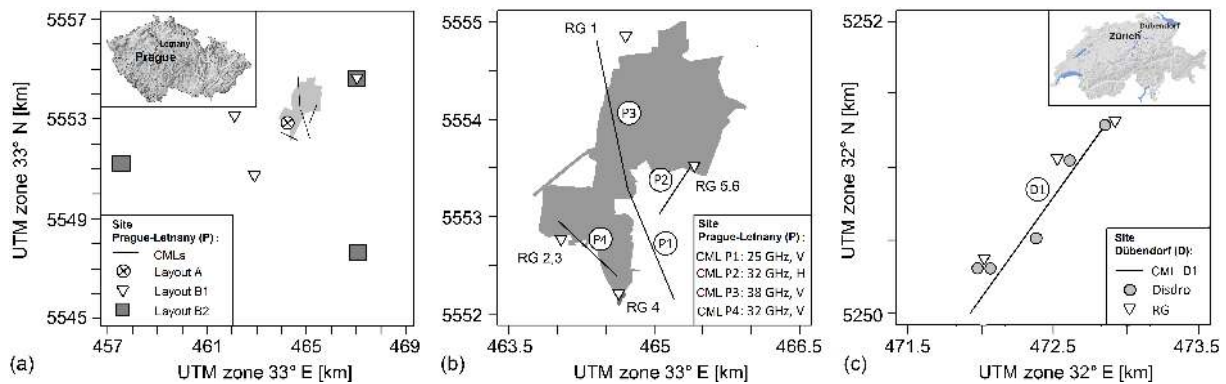 5557
5553
5549
5545
UTM zone 33° N [km]
Letnany
Prague
Site
Prague-Letnany (P) :
CMLs
Layout A
Layout B1
Layout B2
457
461
465
469
UTM zone 33° E [km]
(a)
5555
5554
5553
5552
UTM zone 33° N [km]
RG 1
P3
P2
RG 5.6
P4
P1
RG 2,3
RG 4
Site
Prague-Letnany (P) :
CML P1: 25 GHz, V
CML P2: 32 GHz, H
CML P3: 38 GHz, V
CML P4: 32 GHz, V
463.5
465
466.5
UTM zone 33° E [km]
(b)
5252
5250
UTM zone 32° N [km]
Dübendorf
Zürich
D1
Site
Dübendorf (D):
CML D1
Disdro
RG
471.5
472.5
473.5
UTM zone 32° E [km]
(c)